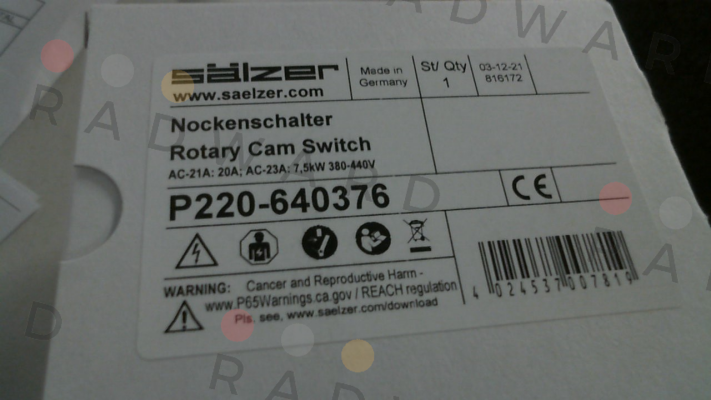 sälzer
www.saelzer.com
Made in
Germany
St/ Qty
1
03-12-21
816172
Nockenschalter
Rotary Cam Switch
AC-21A: 20A; AC-23A: 7,5kW 380-440V
P220-640376
CE
WARNING: Cancer and Reproductive Harm -
www.P65Warnings.ca.gov / REACH regulation
Pls. see. www.saelzer.com/download
4 024537 007819
RADWARD
RADWARD